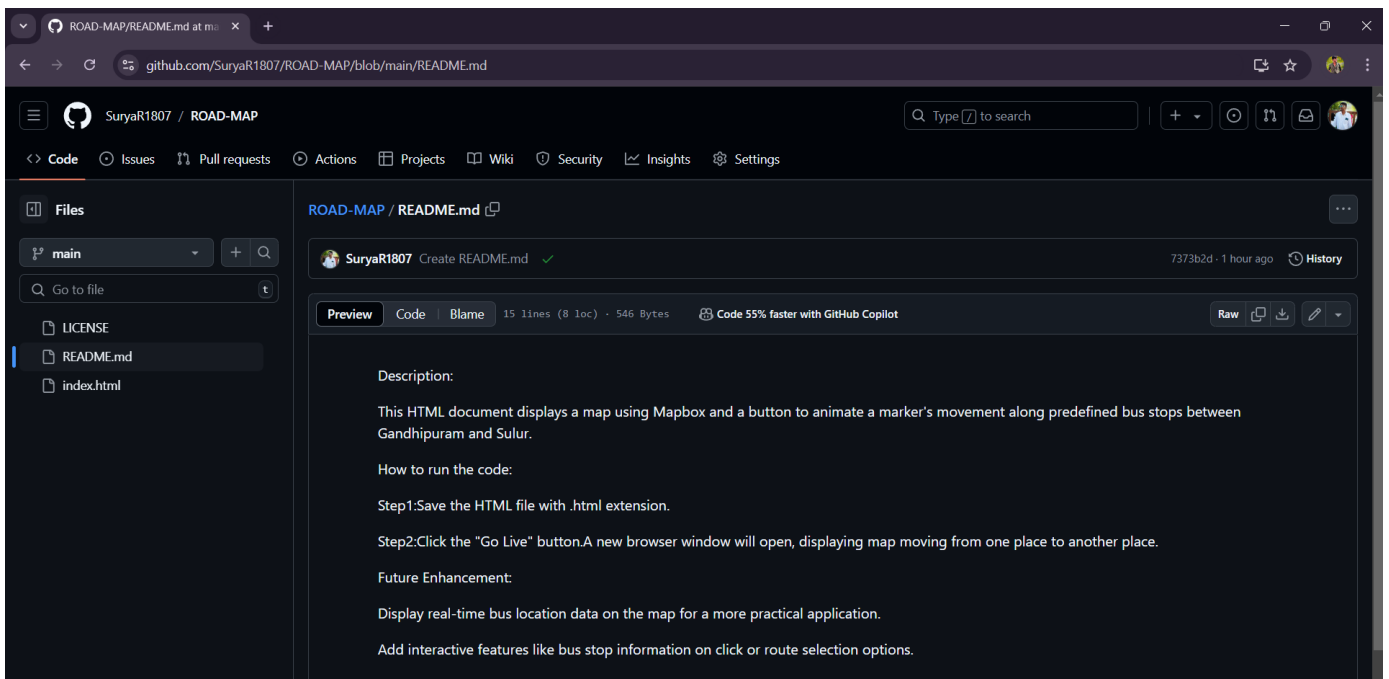 ROAD-MAP/README.md at ma
github.com/SuryaR1807/ROAD-MAP/blob/main/README.md
SuryaR1807 / ROAD-MAP
Type / to search
Code Issues Pull requests Actions Projects Wiki Security Insights Settings
Files
ROAD-MAP / README.md
main
SuryaR1807 Create README.md
7373b2d · 1 hour ago History
Go to file t
Preview Code Blame 15 lines (8 loc) · 546 Bytes Code 55% faster with GitHub Copilot Raw
LICENSE
README.md
index.html
Description:
This HTML document displays a map using Mapbox and a button to animate a marker's movement along predefined bus stops between
Gandhipuram and Sulur.
How to run the code:
Step1:Save the HTML file with .html extension.
Step2:Click the "Go Live" button.A new browser window will open, displaying map moving from one place to another place.
Future Enhancement:
Display real-time bus location data on the map for a more practical application.
Add interactive features like bus stop information on click or route selection options.